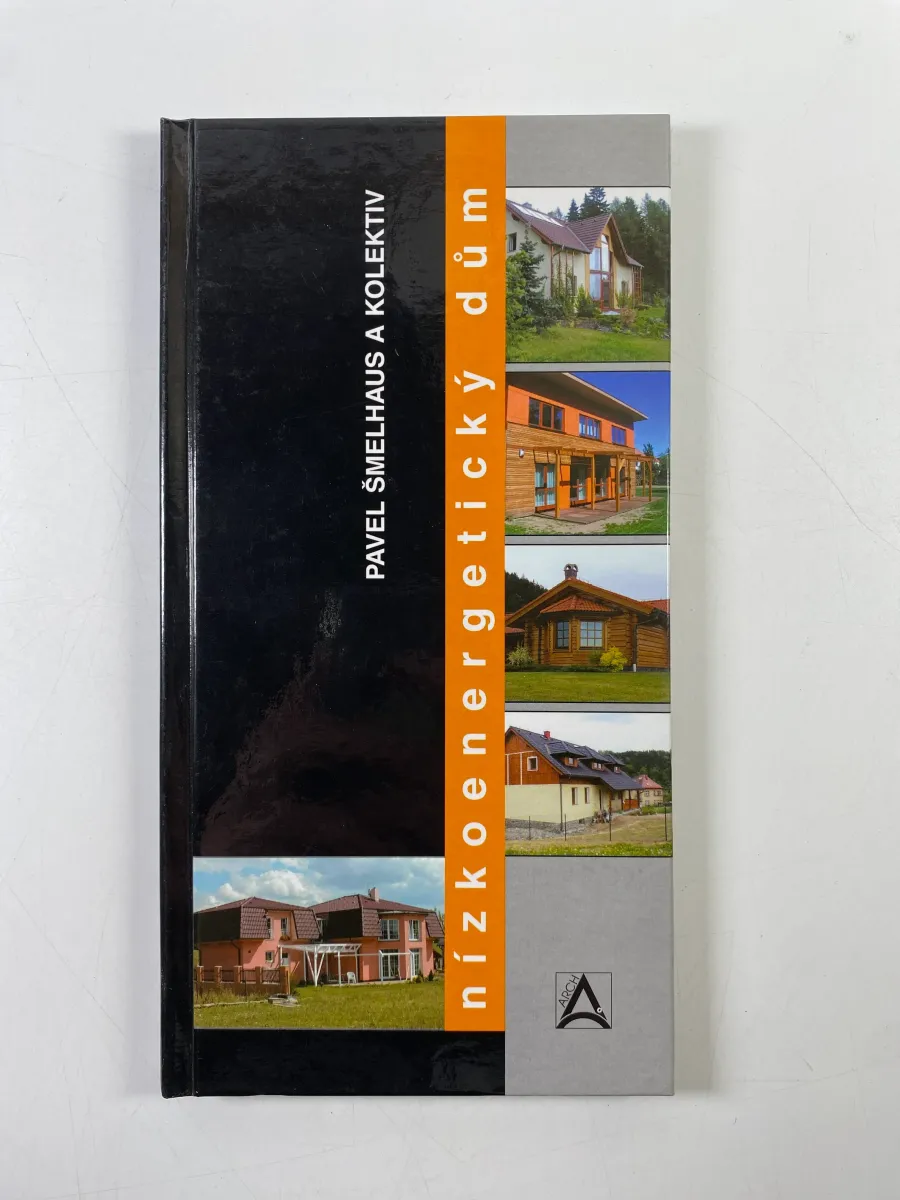 PAVEL ŠMELHAUS A KOLEKTIV
nízkoenergetický dům
ARCH